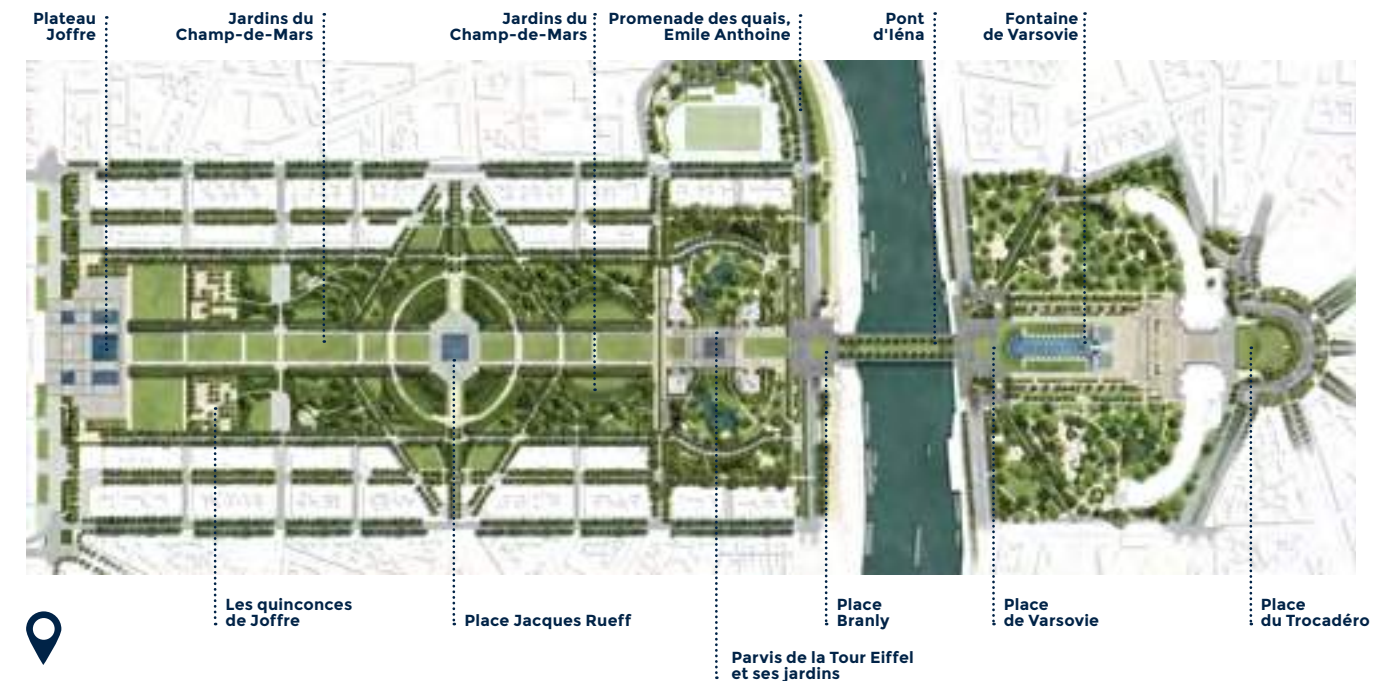 Plateau
Joffre
Jardins du
Champ-de-Mars
Jardins du
Champ-de-Mars
Promenade des quais,
Emile Anthoine
Pont
d'Iéna
Fontaine
de Varsovie
Les quinconces
de Joffre
Place Jacques Rueff
Parvis de la Tour Eiffel
et ses jardins
Place
Branly
Place
de Varsovie
Place
du Trocadéro